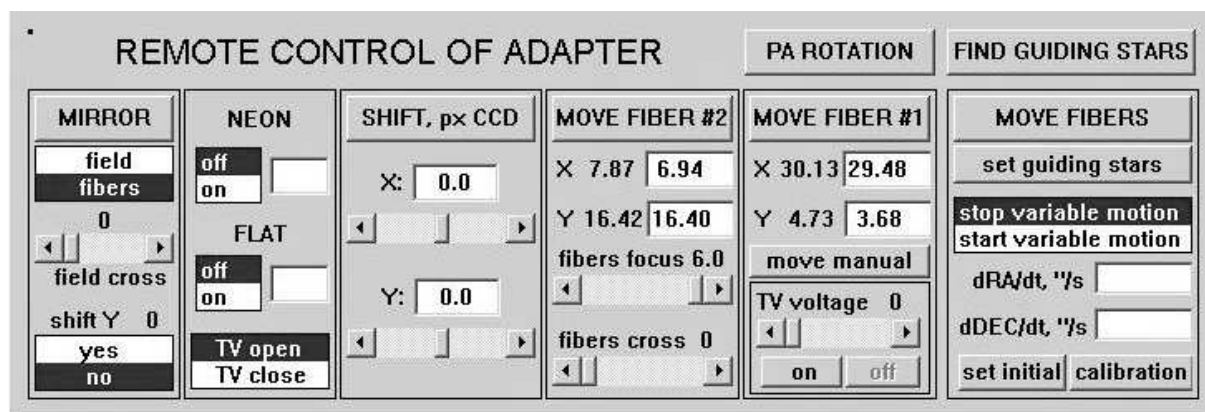 REMOTE CONTROL OF ADAPTER
PA ROTATION
FIND GUIDING STARS
MIRROR
field
fibers
0
field cross
shift Y 0
yes
no
NEON
off
on
FLAT
off
on
TV open
TV close
SHIFT, px CCD
X: 0.0
Y: 0.0
MOVE FIBER #2
X 7.87 6.94
Y 16.42 16.40
fibers focus 6.0
fibers cross 0
MOVE FIBER #1
X 30.13 29.48
Y 4.73 3.68
move manual
TV voltage 0
on off
MOVE FIBERS
set guiding stars
stop variable motion
start variable motion
dRA/dt, "/s
dDEC/dt, "/s
set initial calibration